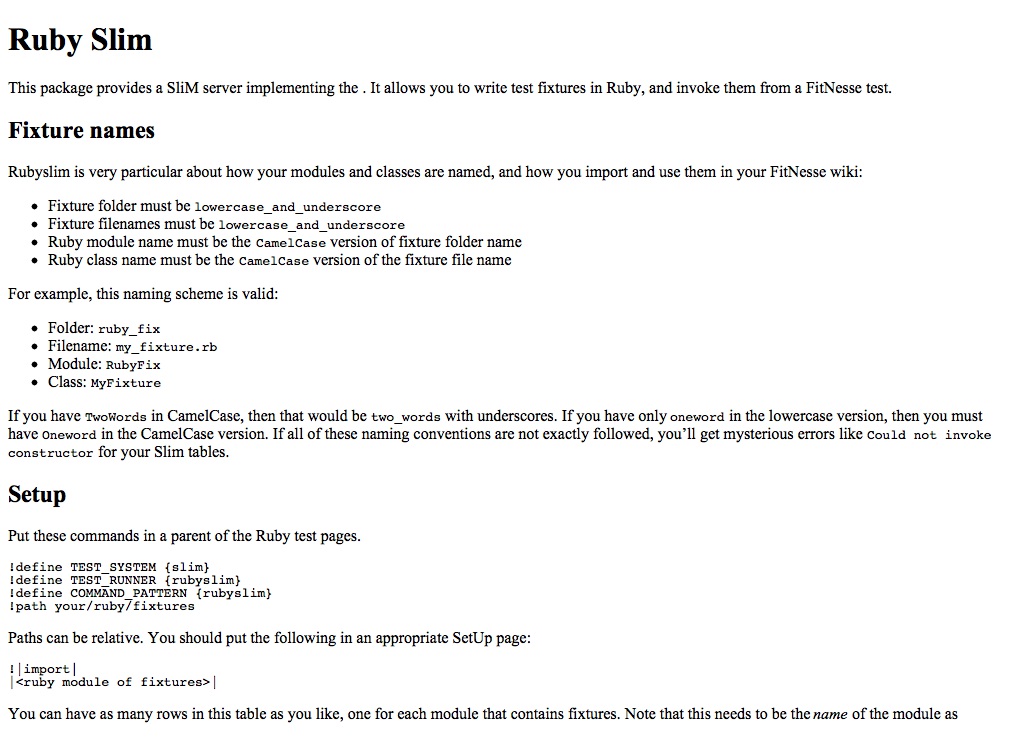 Ruby Slim
This package provides a SliM server implementing the . It allows you to write test fixtures in Ruby, and invoke them from a FitNesse test.
Fixture names
Rubyslim is very particular about how your modules and classes are named, and how you import and use them in your FitNesse wiki:
• Fixture folder must be lowercase_and_underscore
• Fixture filenames must be lowercase_and_underscore
• Ruby module name must be the CamelCase version of fixture folder name
• Ruby class name must be the CamelCase version of the fixture file name
For example, this naming scheme is valid:
• Folder: ruby_fix
• Filename: my_fixture.rb
• Module: RubyFix
• Class: MyFixture
If you have TwoWords in CamelCase, then that would be two_words with underscores. If you have only oneword in the lowercase version, then you must
have Oneword in the CamelCase version. If all of these naming conventions are not exactly followed, you’ll get mysterious errors like Could not invoke
constructor for your Slim tables.
Setup
Put these commands in a parent of the Ruby test pages.
!define TEST_SYSTEM {slim}
!define TEST_RUNNER {rubyslim}
!define COMMAND_PATTERN {rubyslim}
!path your/ruby/fixtures
Paths can be relative. You should put the following in an appropriate SetUp page:
!|import|
|<ruby module of fixtures>|
You can have as many rows in this table as you like, one for each module that contains fixtures. Note that this needs to be the name of the module as